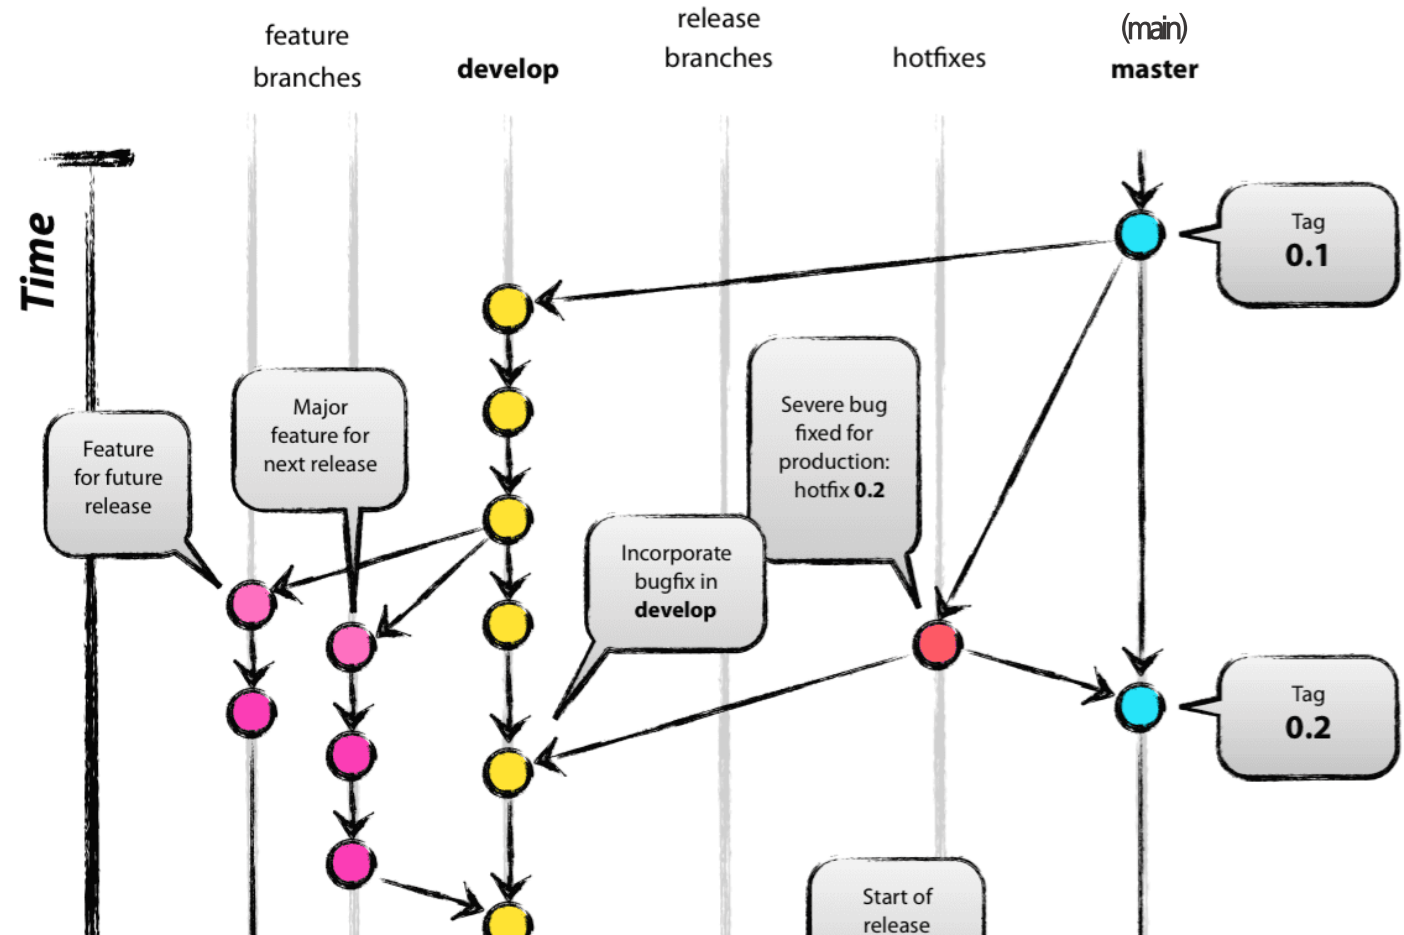 feature
branches
develop
release
branches
hotfixes
(main)
master
Time
Tag
0.1
Major
feature for
next release
Feature
for future
release
Severe bug
fixed for
production:
hotfix 0.2
Incorporate
bugfix in
develop
Tag
0.2
Start of
release